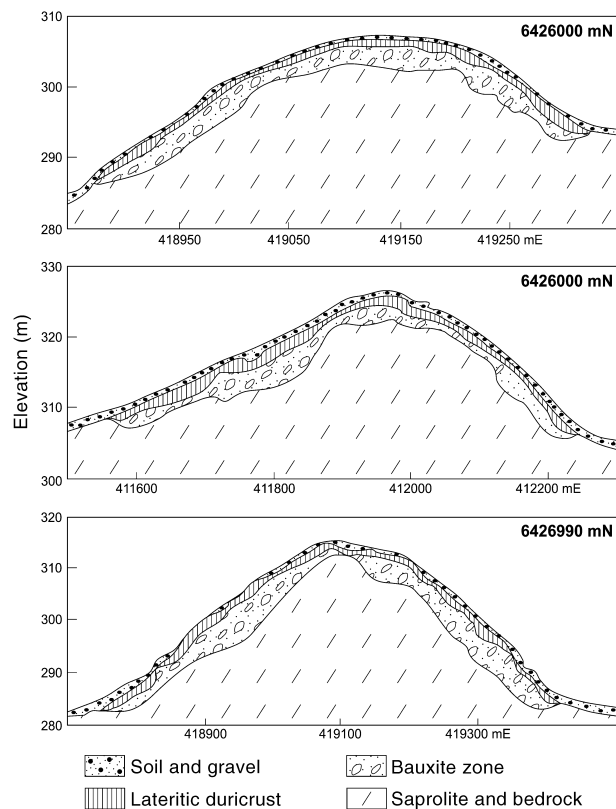 310
6426000 mN
300
290
280
418950
419050
419150
419250 mE
330
6426000 mN
320
310
300
411600
411800
412000
412200 mE
Elevation (m)
320
6426990 mN
310
300
290
280
418900
419100
419300 mE
Soil and gravel
Bauxite zone
Lateritic duricrust
Saprolite and bedrock